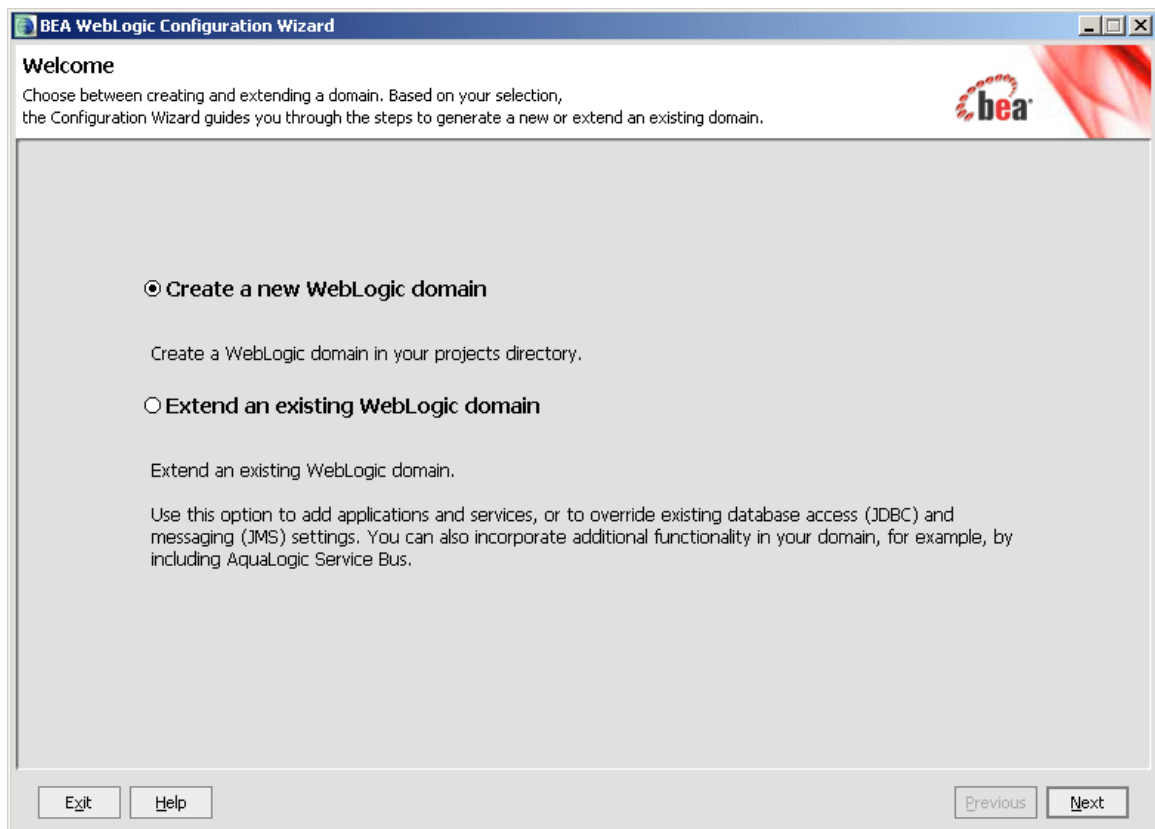 BEA WebLogic Configuration Wizard
Welcome
Choose between creating and extending a domain. Based on your selection,
the Configuration Wizard guides you through the steps to generate a new or extend an existing domain.
bea
Create a new WebLogic domain
Create a WebLogic domain in your projects directory.
Extend an existing WebLogic domain
Extend an existing WebLogic domain.
Use this option to add applications and services, or to override existing database access (JDBC) and
messaging (JMS) settings. You can also incorporate additional functionality in your domain, for example, by
including AquaLogic Service Bus.
Exit Help Previous Next